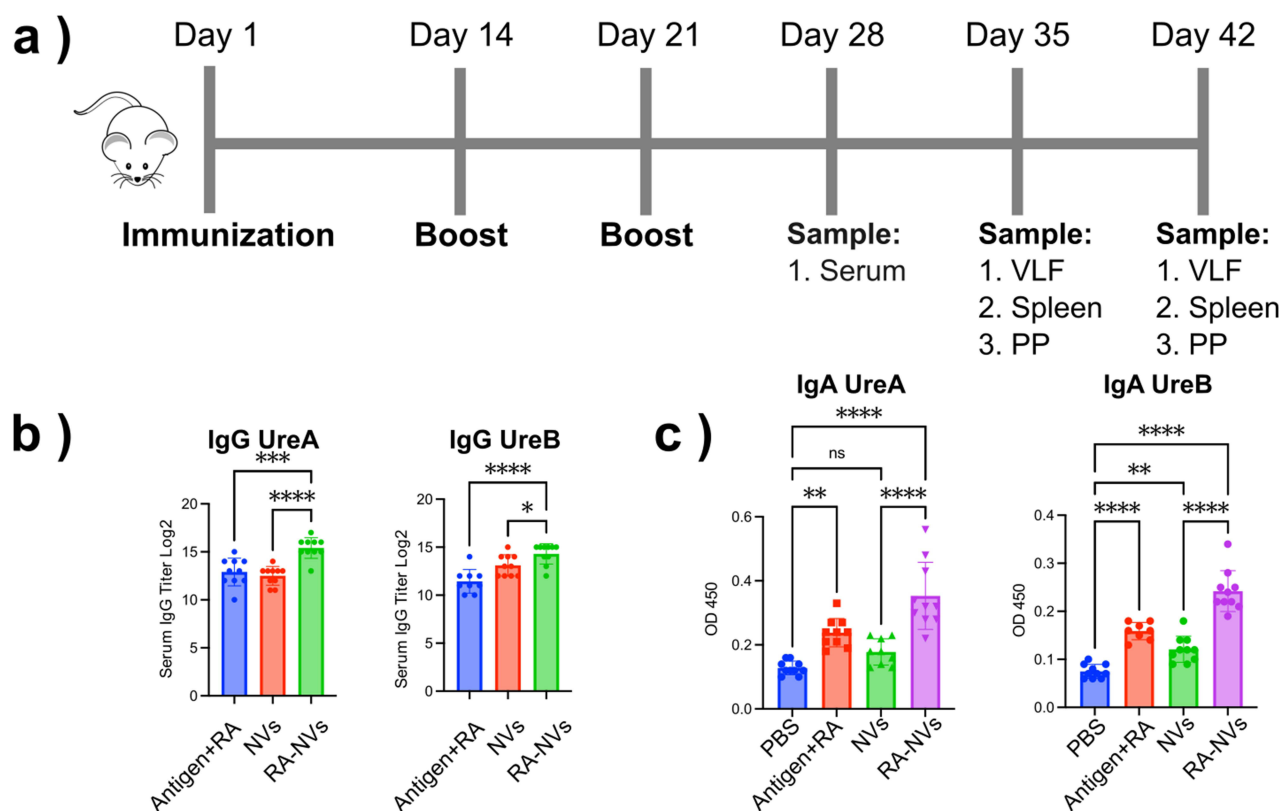 a )
Day 1 Day 14 Day 21 Day 28 Day 35 Day 42
Immunization Boost Boost Sample: Sample: Sample:
1. Serum 1. VLF 1. VLF
2. Spleen 2. Spleen
3. PP 3. PP
b )
IgG UreA
***
****
Serum IgG Titer Log2
20
15
10
5
0
Antigen+RA
NVs
RA-NVs
IgG UreB
****
*
Serum IgG Titer Log2
20
15
10
5
0
Antigen+RA
NVs
RA-NVs
c )
IgA UreA
****
ns
**
****
OD 450
0.6
0.4
0.2
0.0
PBS
Antigen+RA
NVs
RA-NVs
IgA UreB
****
**
****
****
OD 450
0.4
0.3
0.2
0.1
0.0
PBS
Antigen+RA
NVs
RA-NVs